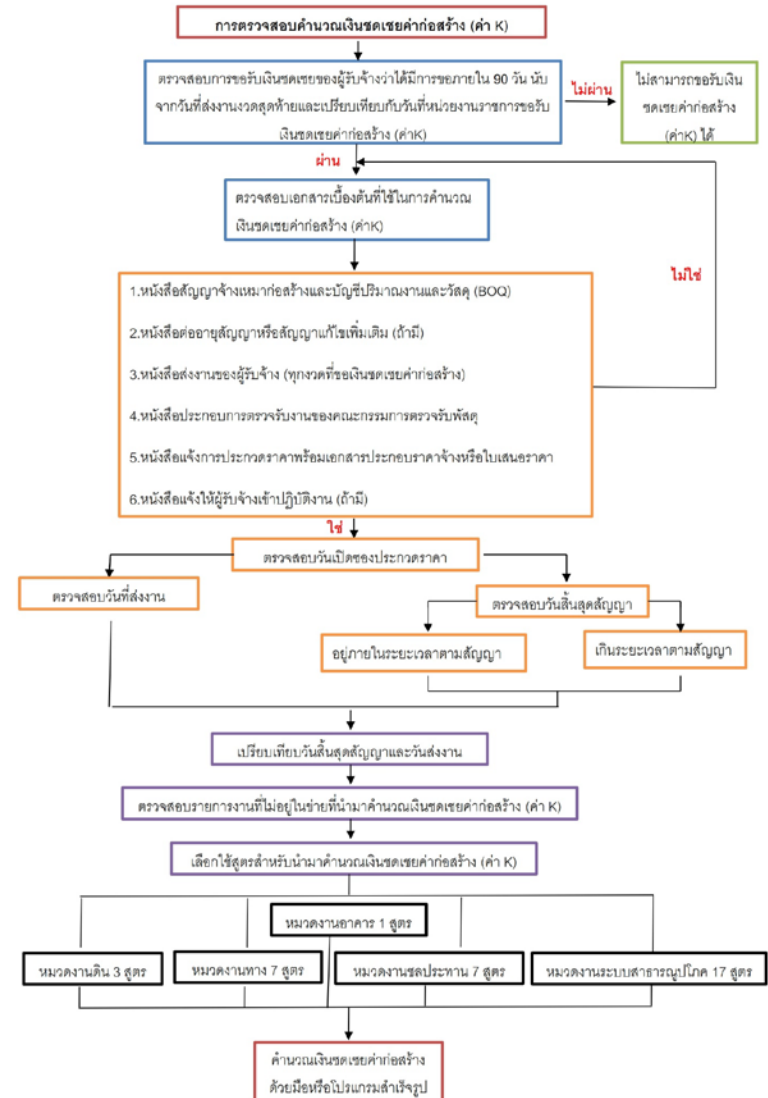 การตรวจสอบคำนวณเงินชดเชยค่าก่อสร้าง (ค่า K)
ตรวจสอบการขอรับเงินชดเชยของผู้รับจ้างว่าได้มีการขอภายใน 90 วัน นับ
จากวันที่ส่งงานงวดสุดท้ายและเปรียบเทียบกับวันที่หน่วยงานราชการขอรับ
เงินชดเชยค่าก่อสร้าง (ค่าK)
ไม่ผ่าน
ไม่สามารถขอรับเงิน
ชดเชยค่าก่อสร้าง
(ค่าK) ได้
ผ่าน
ตรวจสอบเอกสารเบื้องต้นที่ใช้ในการคำนวณ
เงินชดเชยค่าก่อสร้าง (ค่าK)
ไม่ใช่
1.หนังสือสัญญาจ้างเหมาก่อสร้างและบัญชีปริมาณงานและวัสดุ (BOQ)
2.หนังสือต่ออายุสัญญาหรือสัญญาแก้ไขเพิ่มเติม (ถ้ามี)
3.หนังสือส่งงานของผู้รับจ้าง (ทุกงวดที่ขอเงินชดเชยค่าก่อสร้าง)
4.หนังสือประกอบการตรวจรับงานของคณะกรรมการตรวจรับพัสดุ
5.หนังสือแจ้งการประกวดราคาพร้อมเอกสารประกอบราคาจ้างหรือใบเสนอราคา
6.หนังสือแจ้งให้ผู้รับจ้างเข้าปฏิบัติงาน (ถ้ามี)
ใช่
ตรวจสอบวันเปิดซองประกวดราคา
ตรวจสอบวันที่ส่งงาน
ตรวจสอบวันสิ้นสุดสัญญา
อยู่ภายในระยะเวลาตามสัญญา
เกินระยะเวลาตามสัญญา
เปรียบเทียบวันสิ้นสุดสัญญาและวันส่งงาน
ตรวจสอบรายการงานที่ไม่อยู่ในข่ายที่นำมาคำนวณเงินชดเชยค่าก่อสร้าง (ค่า K)
เลือกใช้สูตรสำหรับนำมาคำนวณเงินชดเชยค่าก่อสร้าง (ค่า K)
หมวดงานอาคาร 1 สูตร
หมวดงานดิน 3 สูตร
หมวดงานทาง 7 สูตร
หมวดงานชลประทาน 7 สูตร
หมวดงานระบบสาธารณูปโภค 17 สูตร
คำนวณเงินชดเชยค่าก่อสร้าง
ด้วยมือหรือโปรแกรมสำเร็จรูป